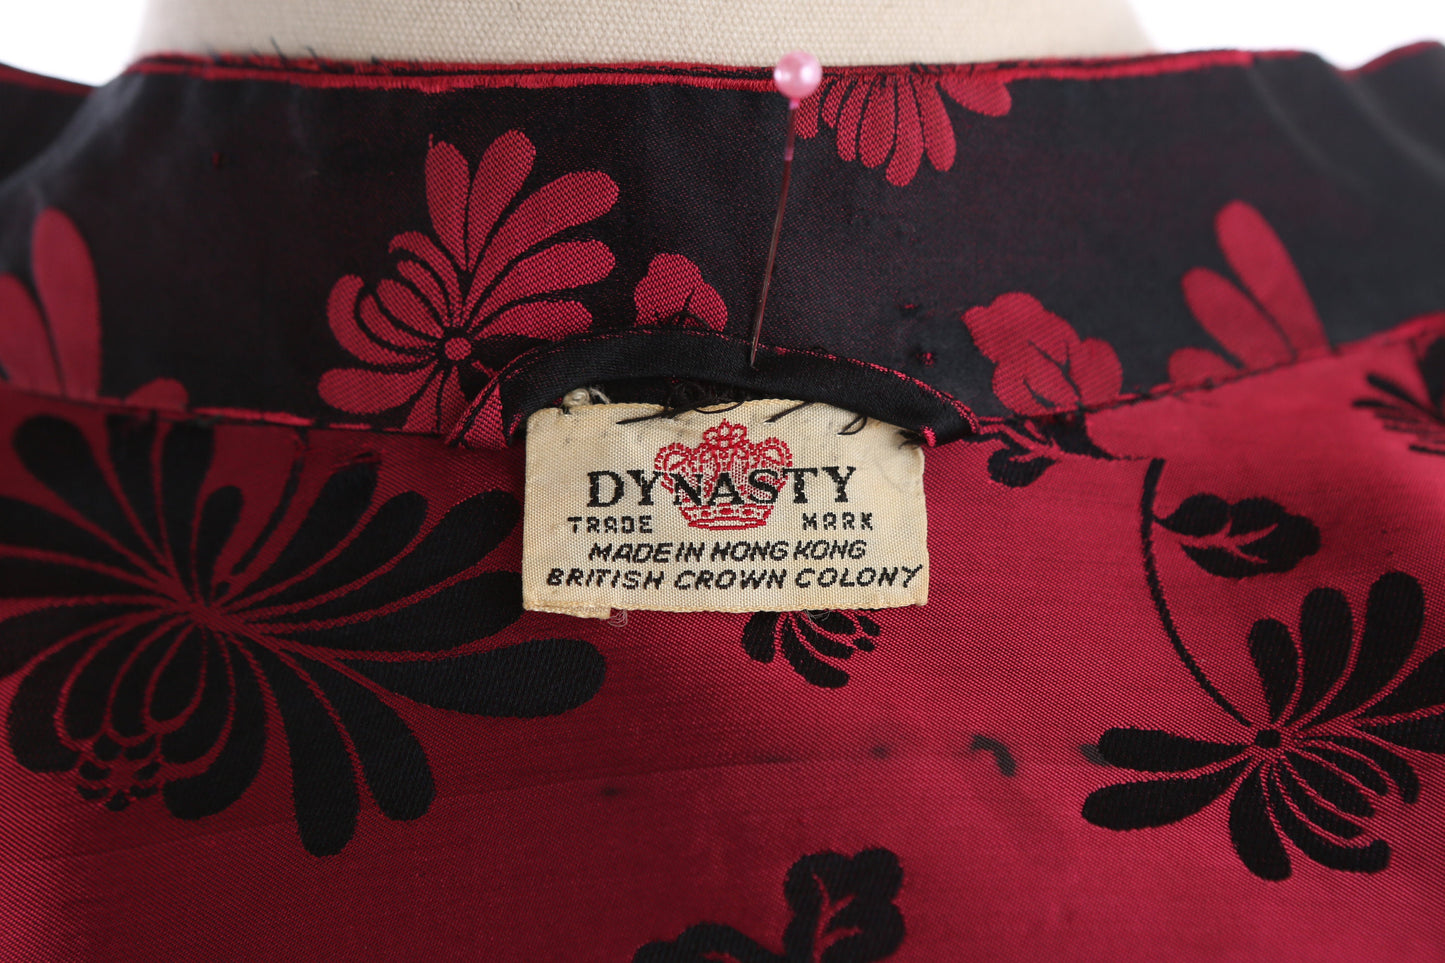 DYNASTY
TRADE MARK
MADE IN HONG KONG
BRITISH CROWN COLONY